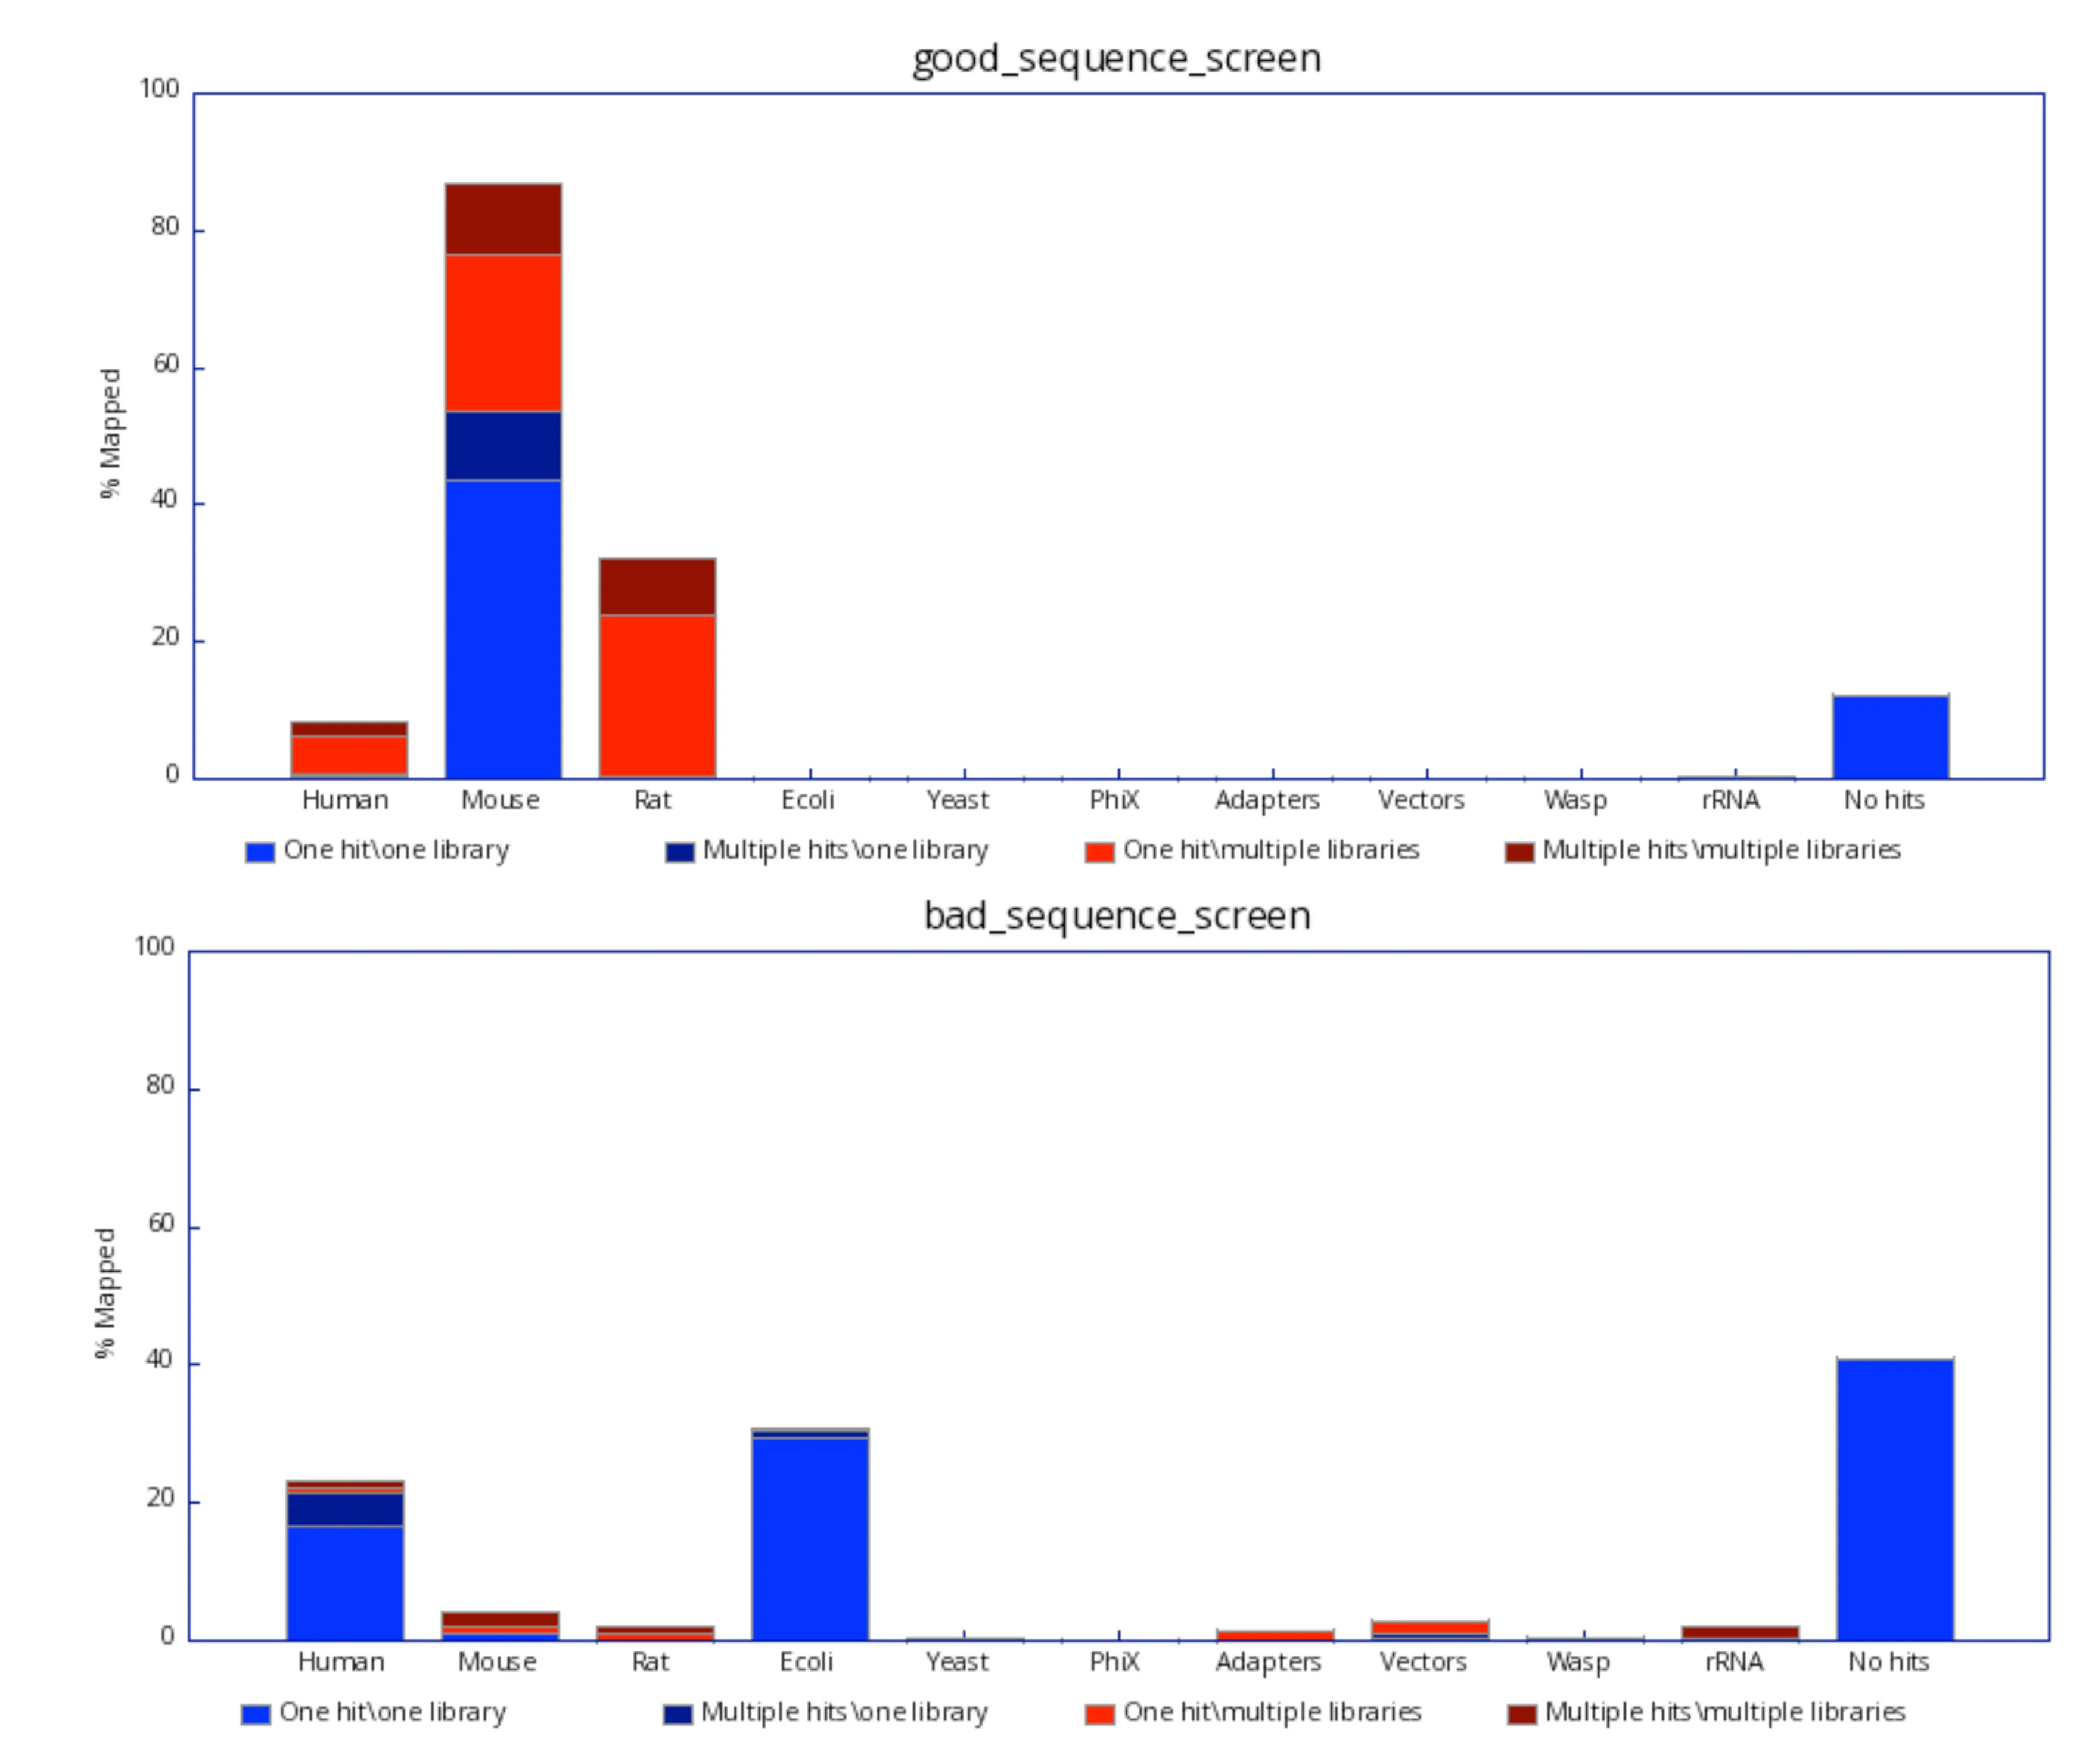 good_sequence_screen
100
80
60
40
20
0
% Mapped
Human Mouse Rat Ecoli Yeast PhiX Adapters Vectors Wasp rRNA No hits
One hit\one library Multiple hits\one library One hit\multiple libraries Multiple hits\multiple libraries
bad_sequence_screen
100
80
60
40
20
0
% Mapped
Human Mouse Rat Ecoli Yeast PhiX Adapters Vectors Wasp rRNA No hits
One hit\one library Multiple hits\one library One hit\multiple libraries Multiple hits\multiple libraries